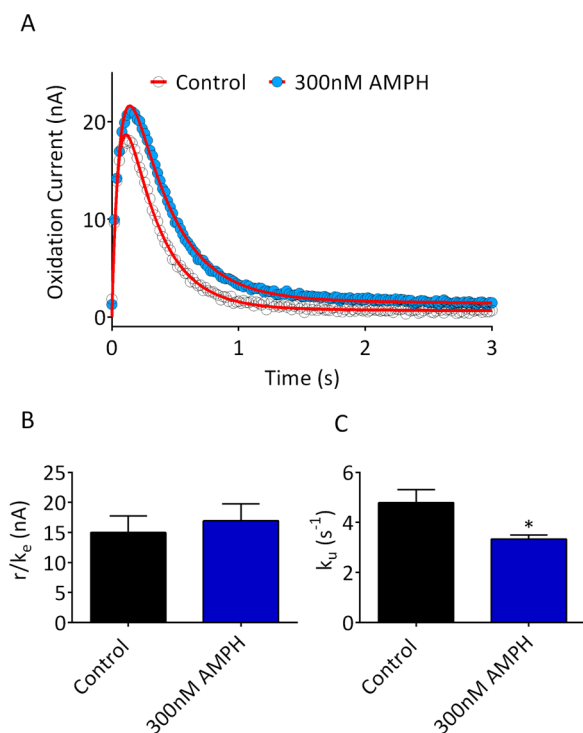 A
Control 300nM AMPH
Oxidation Current (nA)
20
10
0
0 1 2 3
Time (s)
B
r/kₑ (nA)
25
20
15
10
5
0
Control
300nM AMPH
C
kᵤ (s⁻¹)
6
4
2
0
*
Control
300nM AMPH